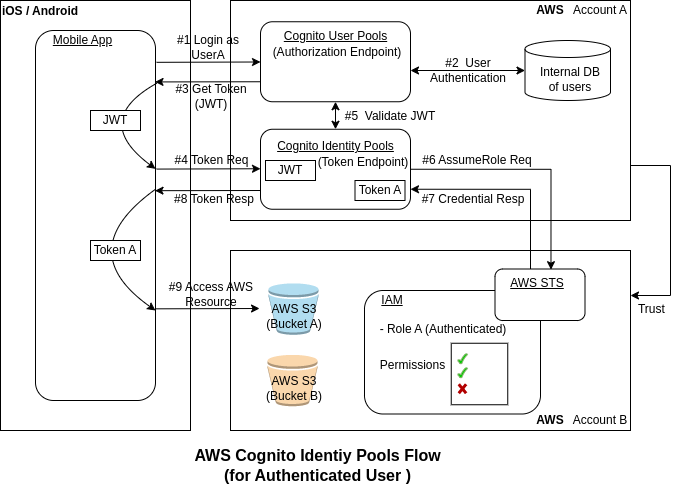 iOS / Android
AWS Account A
Mobile App
#1 Login as
UserA
Cognito User Pools
(Authorization Endpoint)
#2 User
Authentication
Internal DB
of users
#3 Get Token
(JWT)
JWT
#5 Validate JWT
Cognito Identity Pools
(Token Endpoint)
#4 Token Req
JWT
#6 AssumeRole Req
Token A
#8 Token Resp
#7 Credential Resp
Token A
#9 Access AWS
Resource
AWS STS
AWS S3
(Bucket A)
IAM
Trust
- Role A (Authenticated)
Permissions
AWS S3
(Bucket B)
AWS Account B
AWS Cognito Identiy Pools Flow
(for Authenticated User )